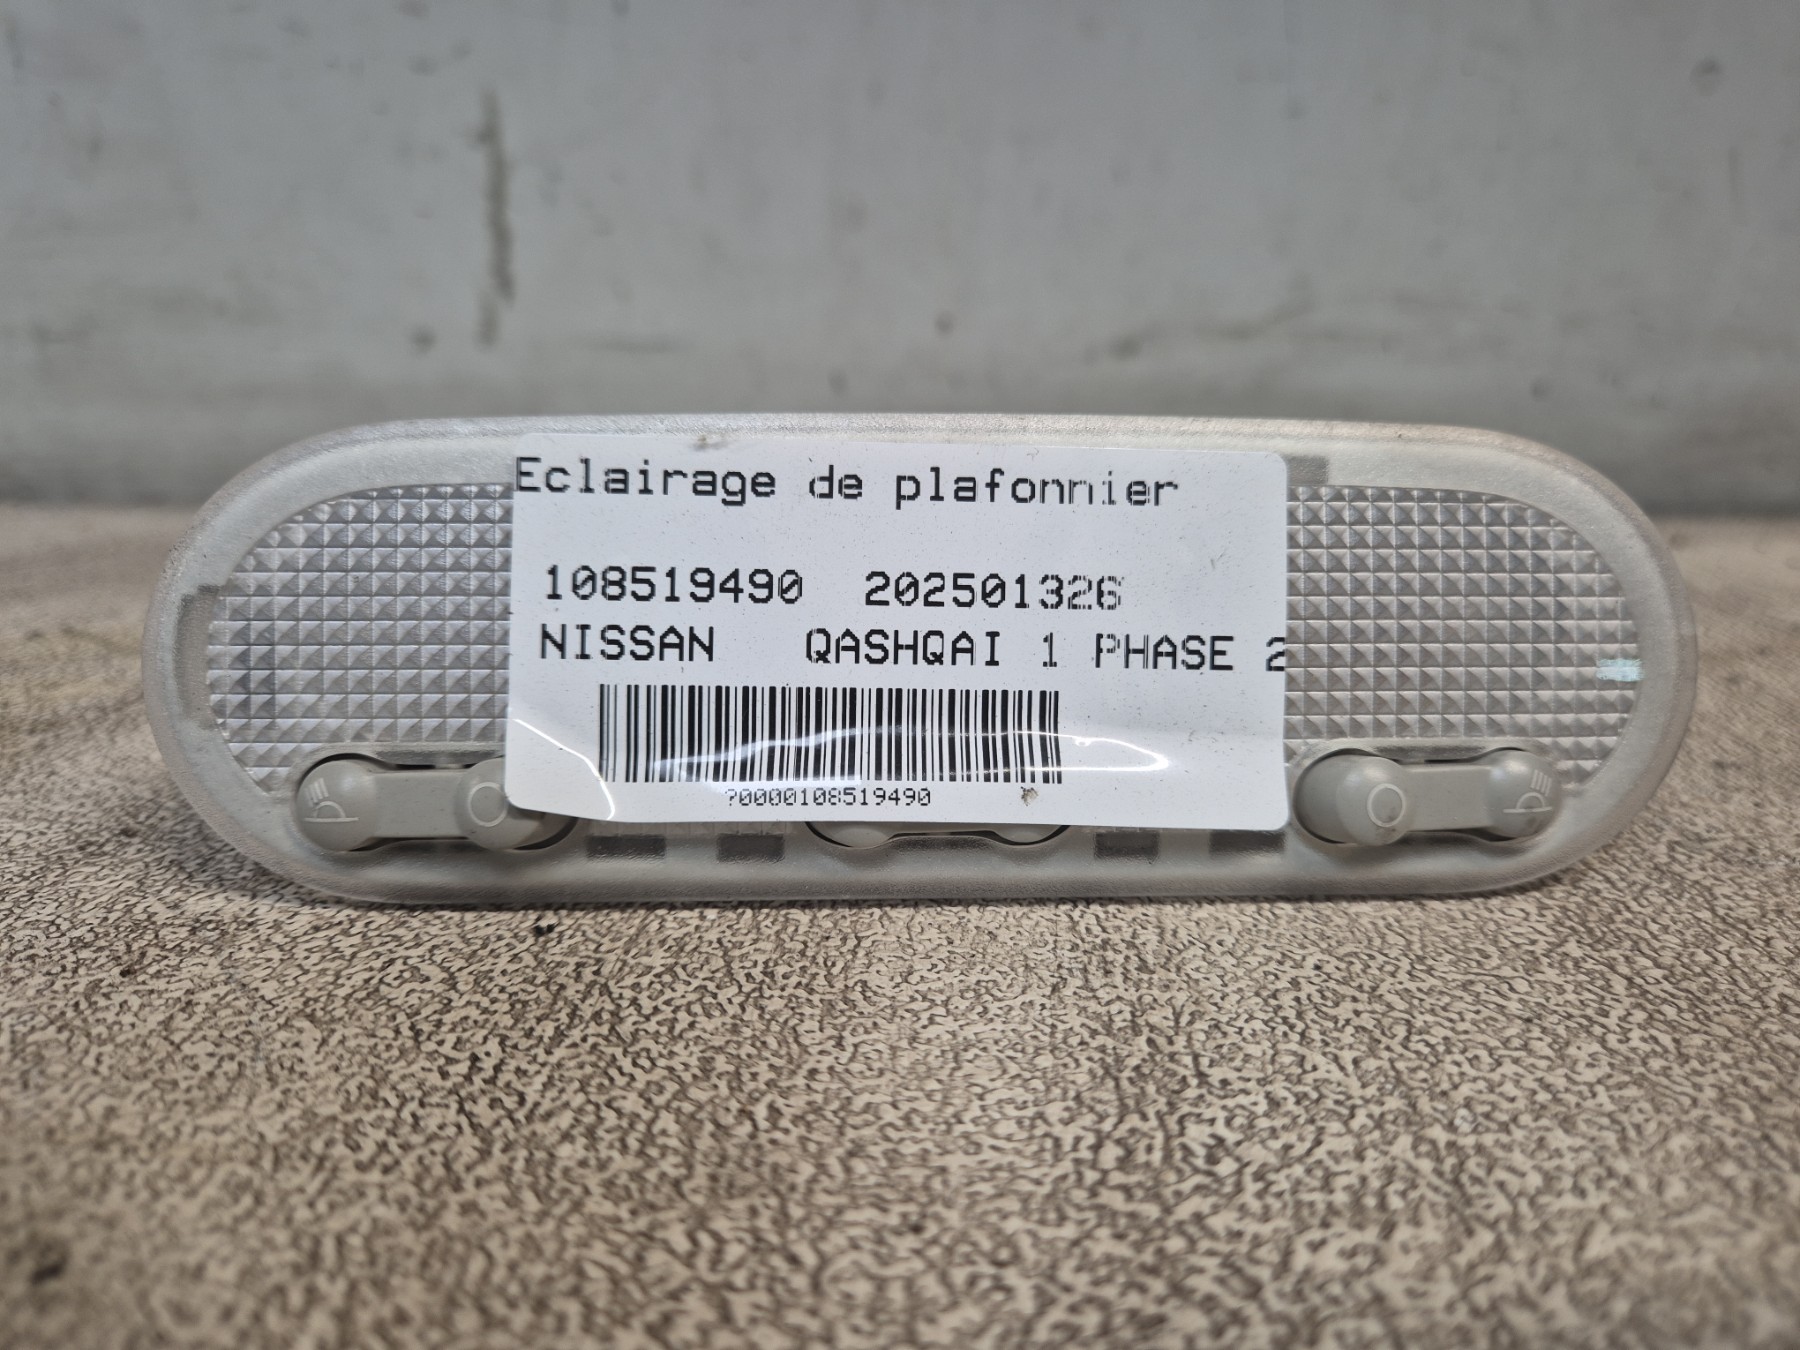 Eclairage de plafonnier
108519490 202501326
NISSAN QASHQAI 1 PHASE 2
?0000108519490